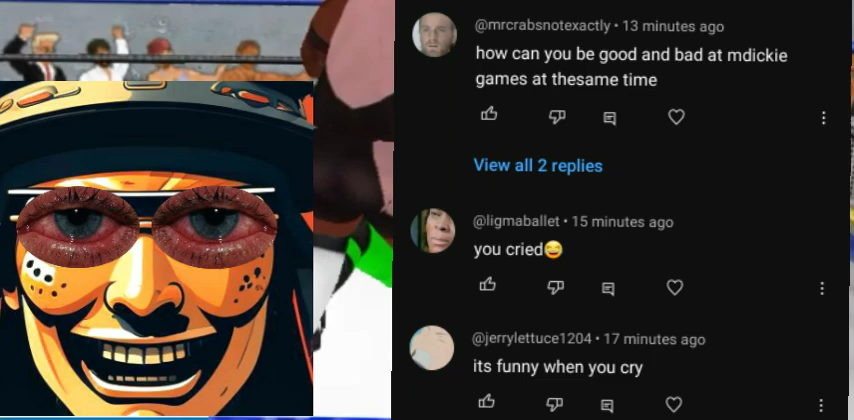 @mrcrabsnotexactly • 13 minutes ago
how can you be good and bad at mdickie
games at thesame time
View all 2 replies
@ligmaballet • 15 minutes ago
you cried😂
@jerrylettuce1204 • 17 minutes ago
its funny when you cry